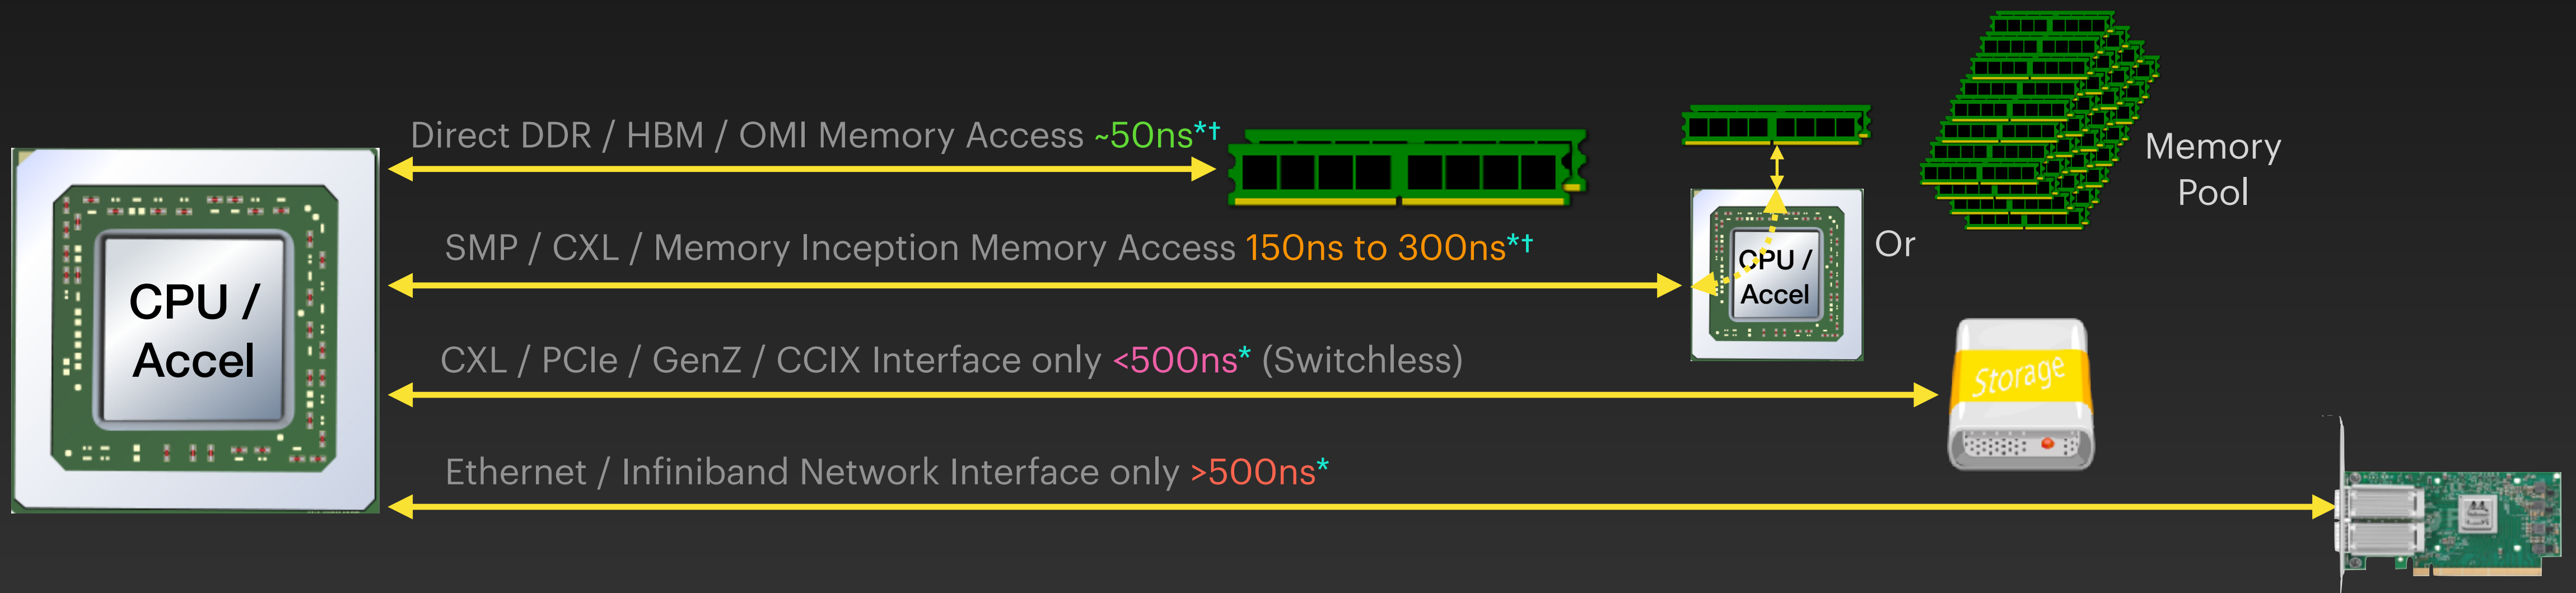 Direct DDR / HBM / OMI Memory Access ~50ns*†
SMP / CXL / Memory Inception Memory Access 150ns to 300ns*†
CXL / PCIe / GenZ / CCIX Interface only <500ns* (Switchless)
Ethernet / Infiniband Network Interface only >500ns*
CPU /
Accel
CPU /
Accel
Or
Memory
Pool
Storage